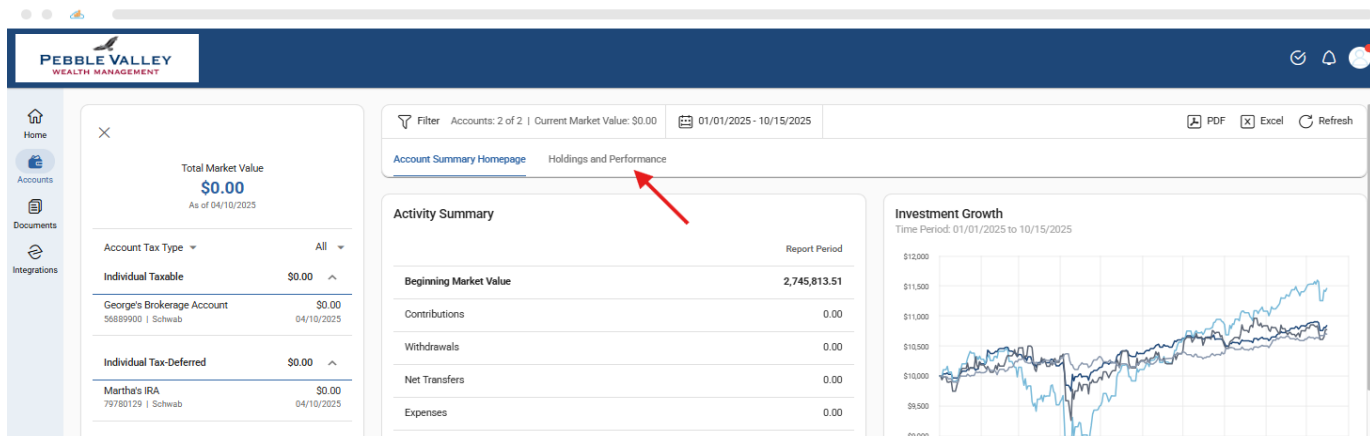 PEBBLE VALLEY
WEALTH MANAGEMENT
Home
Accounts
Documents
Integrations
Total Market Value
$0.00
As of 04/10/2025
Account Tax Type All
Individual Taxable $0.00
George's Brokerage Account $0.00
56889900 | Schwab 04/10/2025
Individual Tax-Deferred $0.00
Martha's IRA $0.00
79780129 | Schwab 04/10/2025
Filter Accounts: 2 of 2 | Current Market Value: $0.00 01/01/2025 - 10/15/2025 PDF Excel Refresh
Account Summary Homepage Holdings and Performance
Activity Summary
Report Period
Beginning Market Value 2,745,813.51
Contributions 0.00
Withdrawals 0.00
Net Transfers 0.00
Expenses 0.00
Investment Growth
Time Period: 01/01/2025 to 10/15/2025
$12,000
$11,500
$11,000
$10,500
$10,000
$9,500